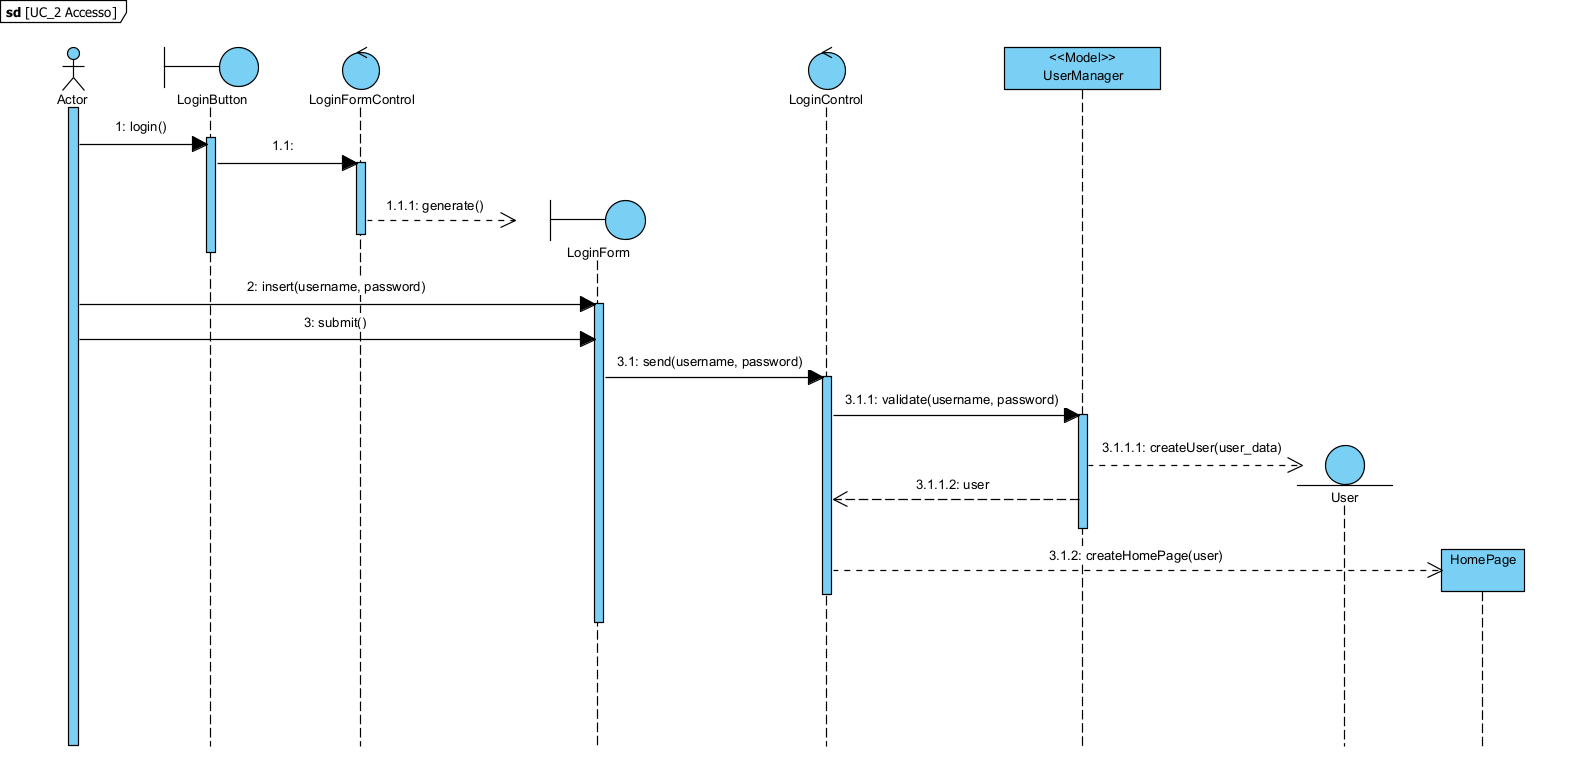 sd [UC_2 Accesso]
Actor
LoginButton
LoginFormControl
LoginControl
<<Model>>
UserManager
1: login()
1.1:
1.1.1: generate()
LoginForm
2: insert(username, password)
3: submit()
3.1: send(username, password)
3.1.1: validate(username, password)
3.1.1.1: createUser(user_data)
3.1.1.2: user
User
3.1.2: createHomePage(user)
HomePage